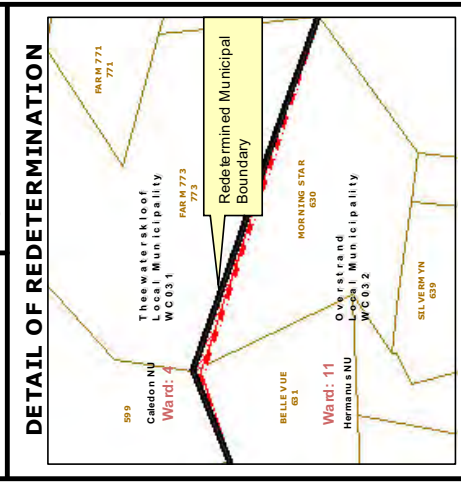 DETAIL OF REDETERMINATION
FARM 771
771
Redetermined Municipal
Boundary
Theewaterskloof
Local Municipality
WC031
FARM 773
773
599
Caledon NU
Ward: 4
MORNING STAR
630
Overstrand
Local Municipality
WC032
BELLEVUE
631
Ward: 11
Hermanus NU
SILVERMYN
639